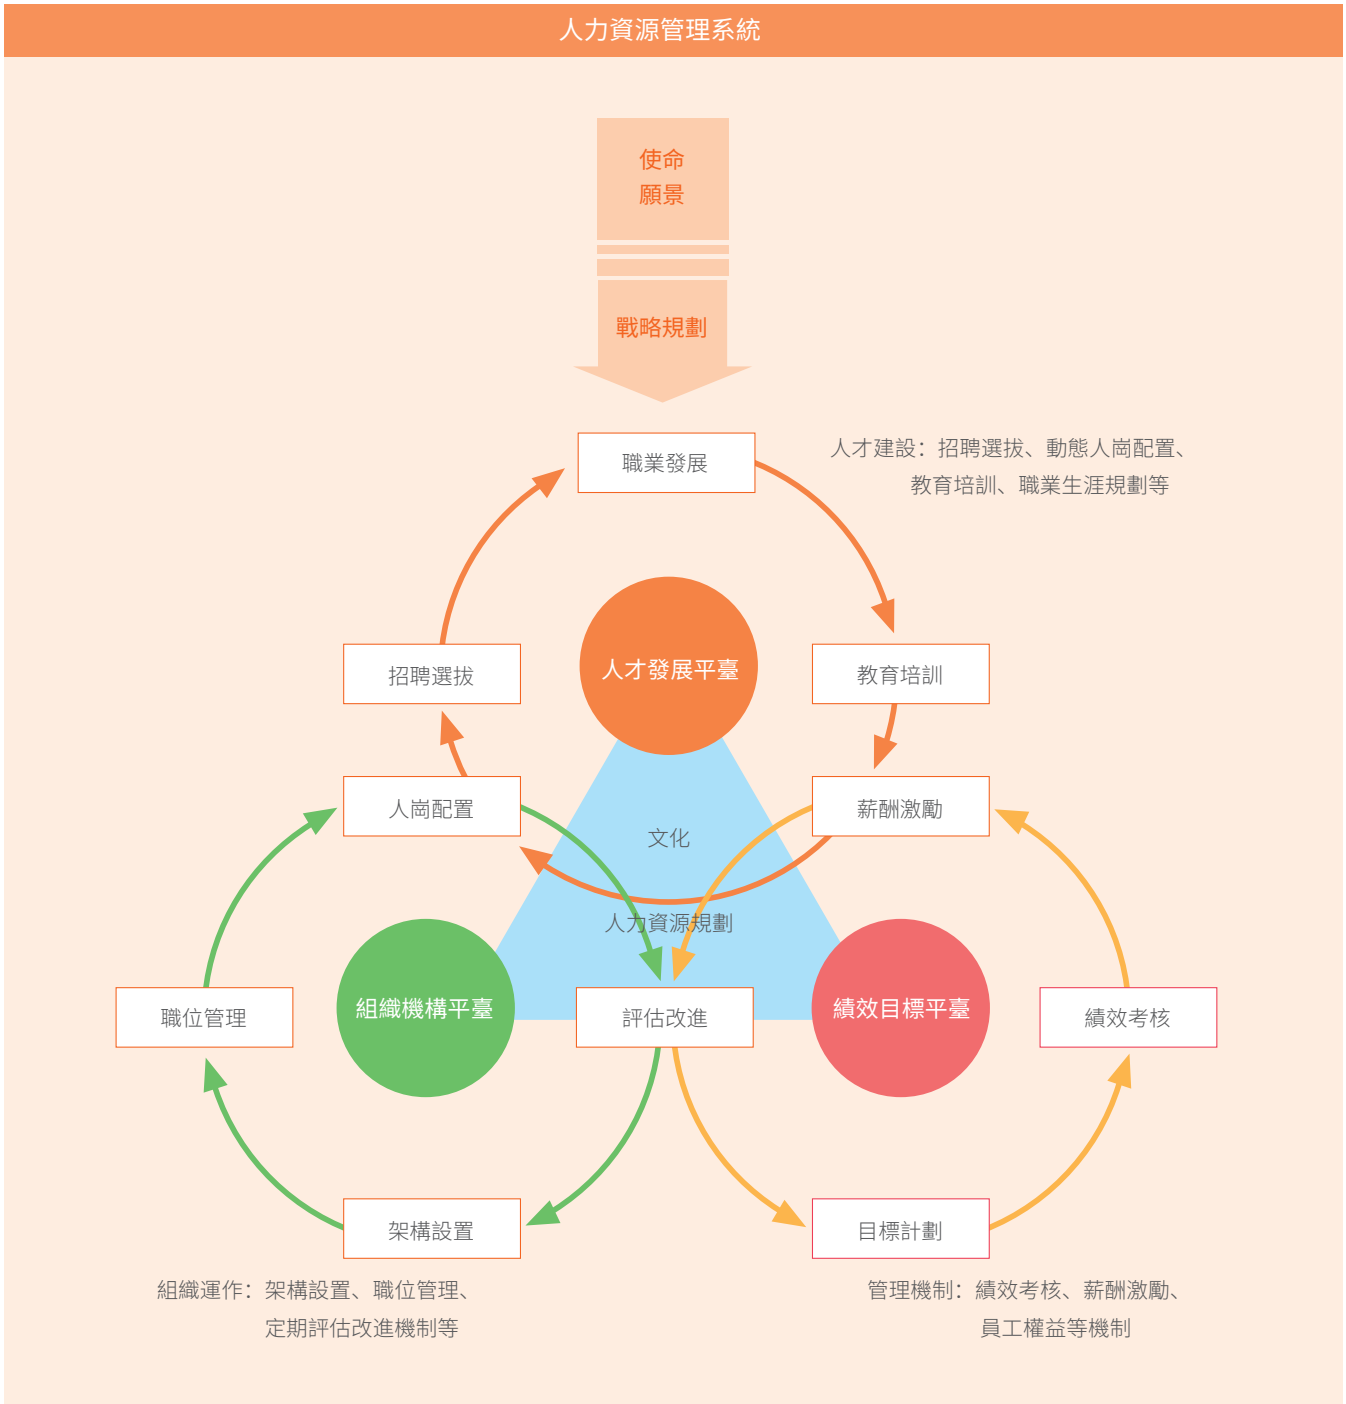 人力資源管理系統
使命
願景
戰略規劃
職業發展
人才建設：招聘選拔、動態人崗配置、
教育培訓、職業生涯規劃等
招聘選拔
人才發展平臺
教育培訓
人崗配置
薪酬激勵
文化
人力資源規劃
組織機構平臺
績效目標平臺
職位管理
評估改進
績效考核
架構設置
目標計劃
組織運作：架構設置、職位管理、
定期評估改進機制等
管理機制：績效考核、薪酬激勵、
員工權益等機制